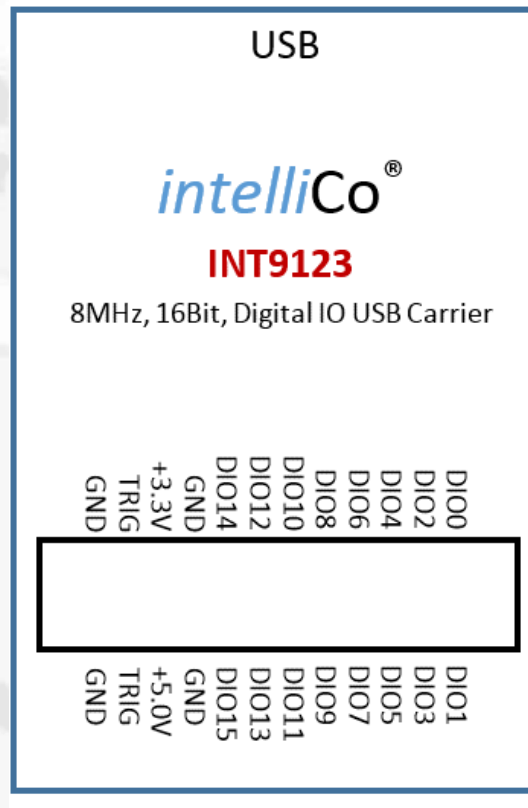 USB
intelliCo®
INT9123
8MHz, 16Bit, Digital IO USB Carrier
GND TRIG +3.3V GND DIO14 DIO12 DIO10 DIO8 DIO6 DIO4 DIO2 DIO0
GND TRIG +5.0V GND DIO15 DIO13 DIO11 DIO9 DIO7 DIO5 DIO3 DIO1